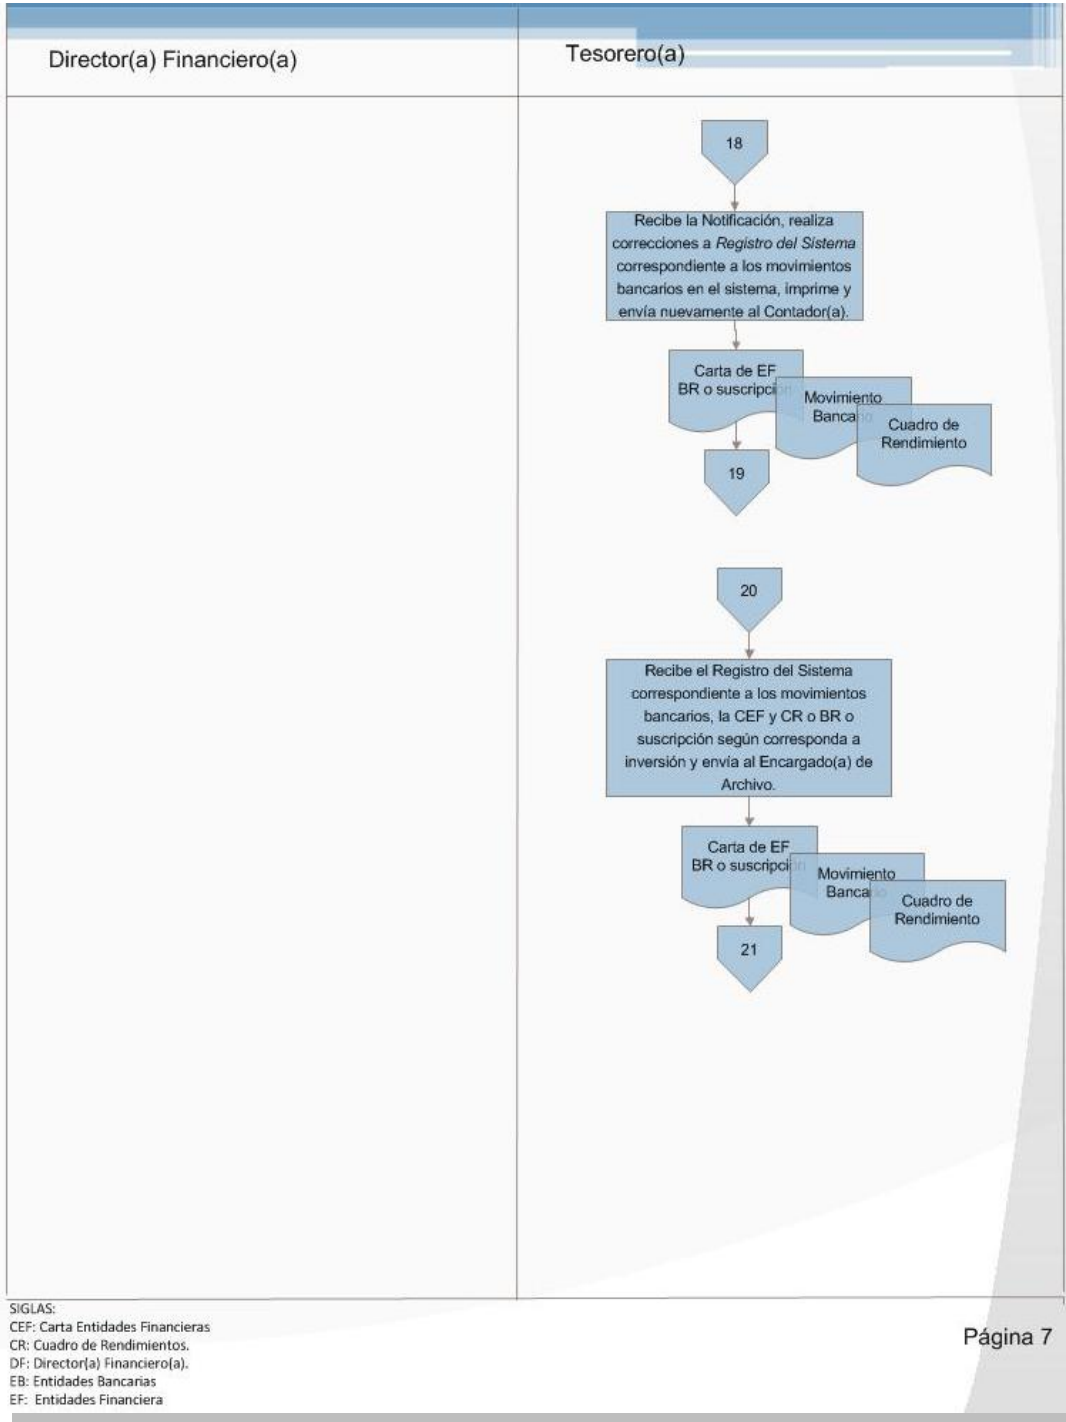 Director(a) Financiero(a)
Tesorero(a)
18
Recibe la Notificación, realiza
correcciones a Registro del Sistema
correspondiente a los movimientos
bancarios en el sistema, imprime y
envía nuevamente al Contador(a).
Carta de EF
BR o suscripción
Movimiento
Bancario
Cuadro de
Rendimiento
19
20
Recibe el Registro del Sistema
correspondiente a los movimientos
bancarios, la CEF y CR o BR o
suscripción según corresponda a
inversión y envía al Encargado(a) de
Archivo.
Carta de EF
BR o suscripción
Movimiento
Bancario
Cuadro de
Rendimiento
21
SIGLAS:
CEF: Carta Entidades Financieras
CR: Cuadro de Rendimientos.
DF: Director(a) Financiero(a).
EB: Entidades Bancarias
EF: Entidades Financiera
Página 7